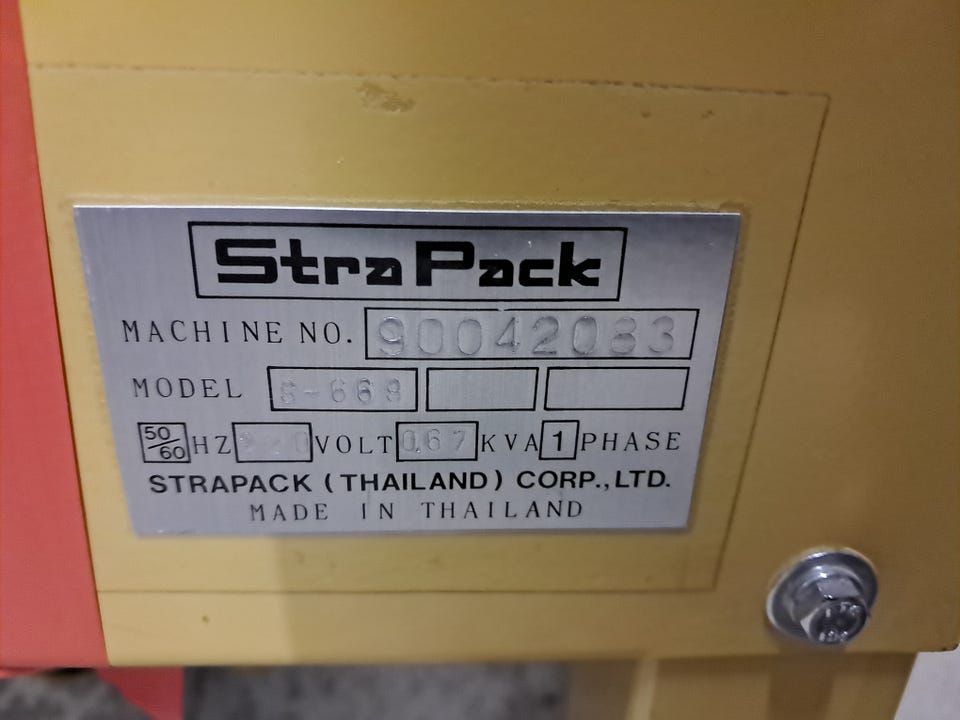 StraPack
MACHINE NO. 90042083
MODEL S-669
50/60 HZ VOLT 0.67 KVA 1 PHASE
STRAPACK (THAILAND) CORP., LTD.
MADE IN THAILAND